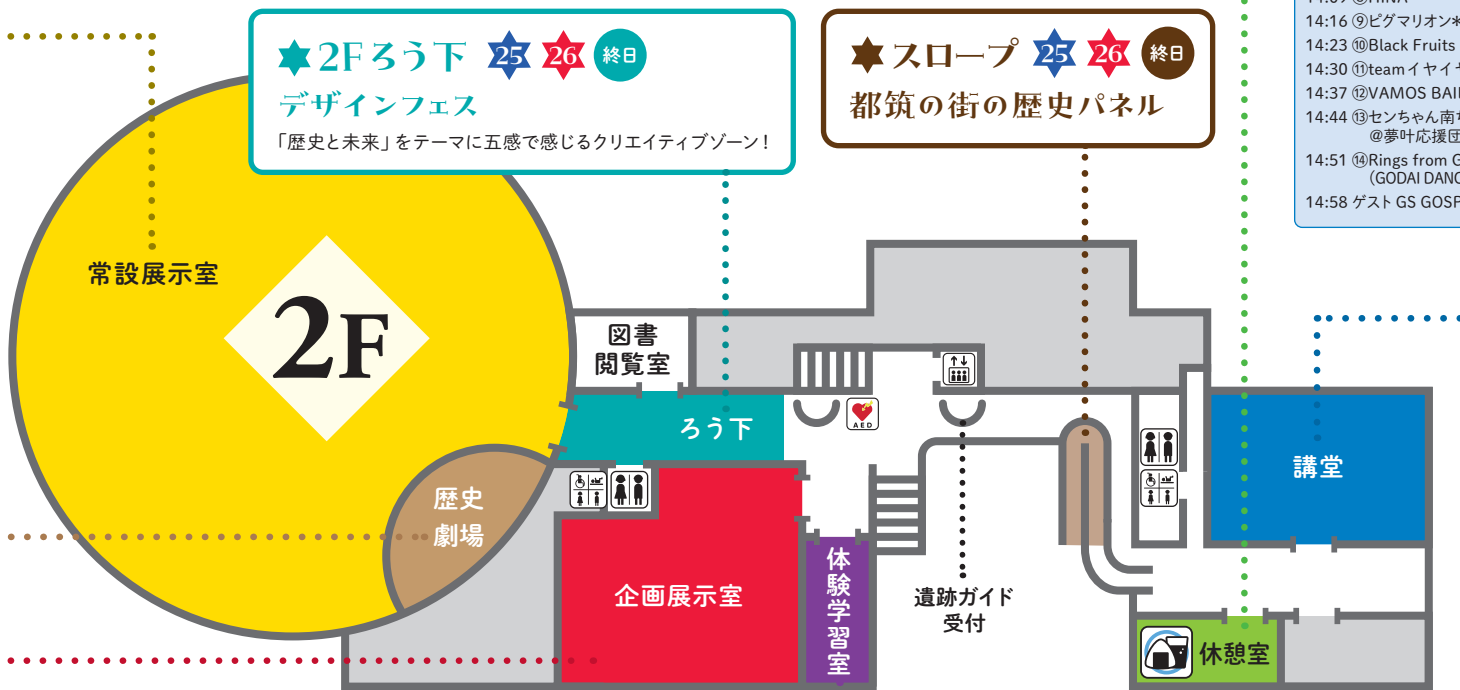 2Fろう下 25 26 終日
デザインフェス
「歴史と未来」をテーマに五感で感じるクリエイティブゾーン!
スロープ 25 26 終日
都筑の街の歴史パネル
14:16 ⑨ピグマリオン*
14:23 ⑩Black Fruits
14:30 ⑪teamイヤイヤ
14:37 ⑫VAMOS BAI
14:44 ⑬センちゃん南
@夢叶応援団
14:51 ⑭Rings from G
(GODAI DANC
14:58 ゲスト GS GOSP
常設展示室
2F
図書
閲覧室
ろう下
AED
歴史
劇場
企画展示室
体験学習室
遺跡ガイド
受付
講堂
休憩室